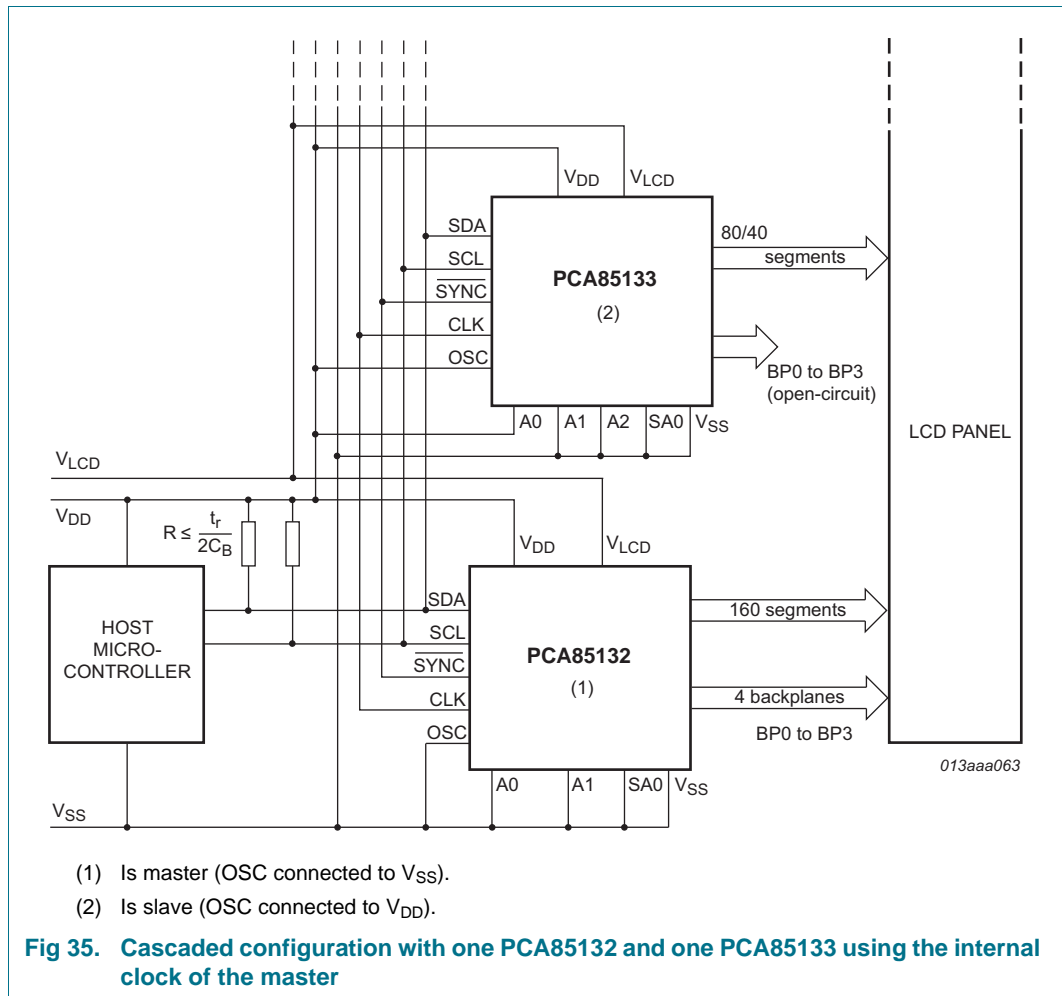 VDD
VLCD
SDA
SCL
SYNC
CLK
OSC
PCA85133
(2)
80/40
segments
BP0 to BP3
(open-circuit)
A0
A1
A2
SA0
VSS
LCD PANEL
VLCD
VDD
R ≤ tr
2CB
VDD
VLCD
HOST
MICRO-
CONTROLLER
SDA
SCL
SYNC
CLK
OSC
PCA85132
(1)
160 segments
4 backplanes
BP0 to BP3
A0
A1
SA0
VSS
VSS
013aaa063
(1) Is master (OSC connected to VSS).
(2) Is slave (OSC connected to VDD).
Fig 35. Cascaded configuration with one PCA85132 and one PCA85133 using the internal
clock of the master